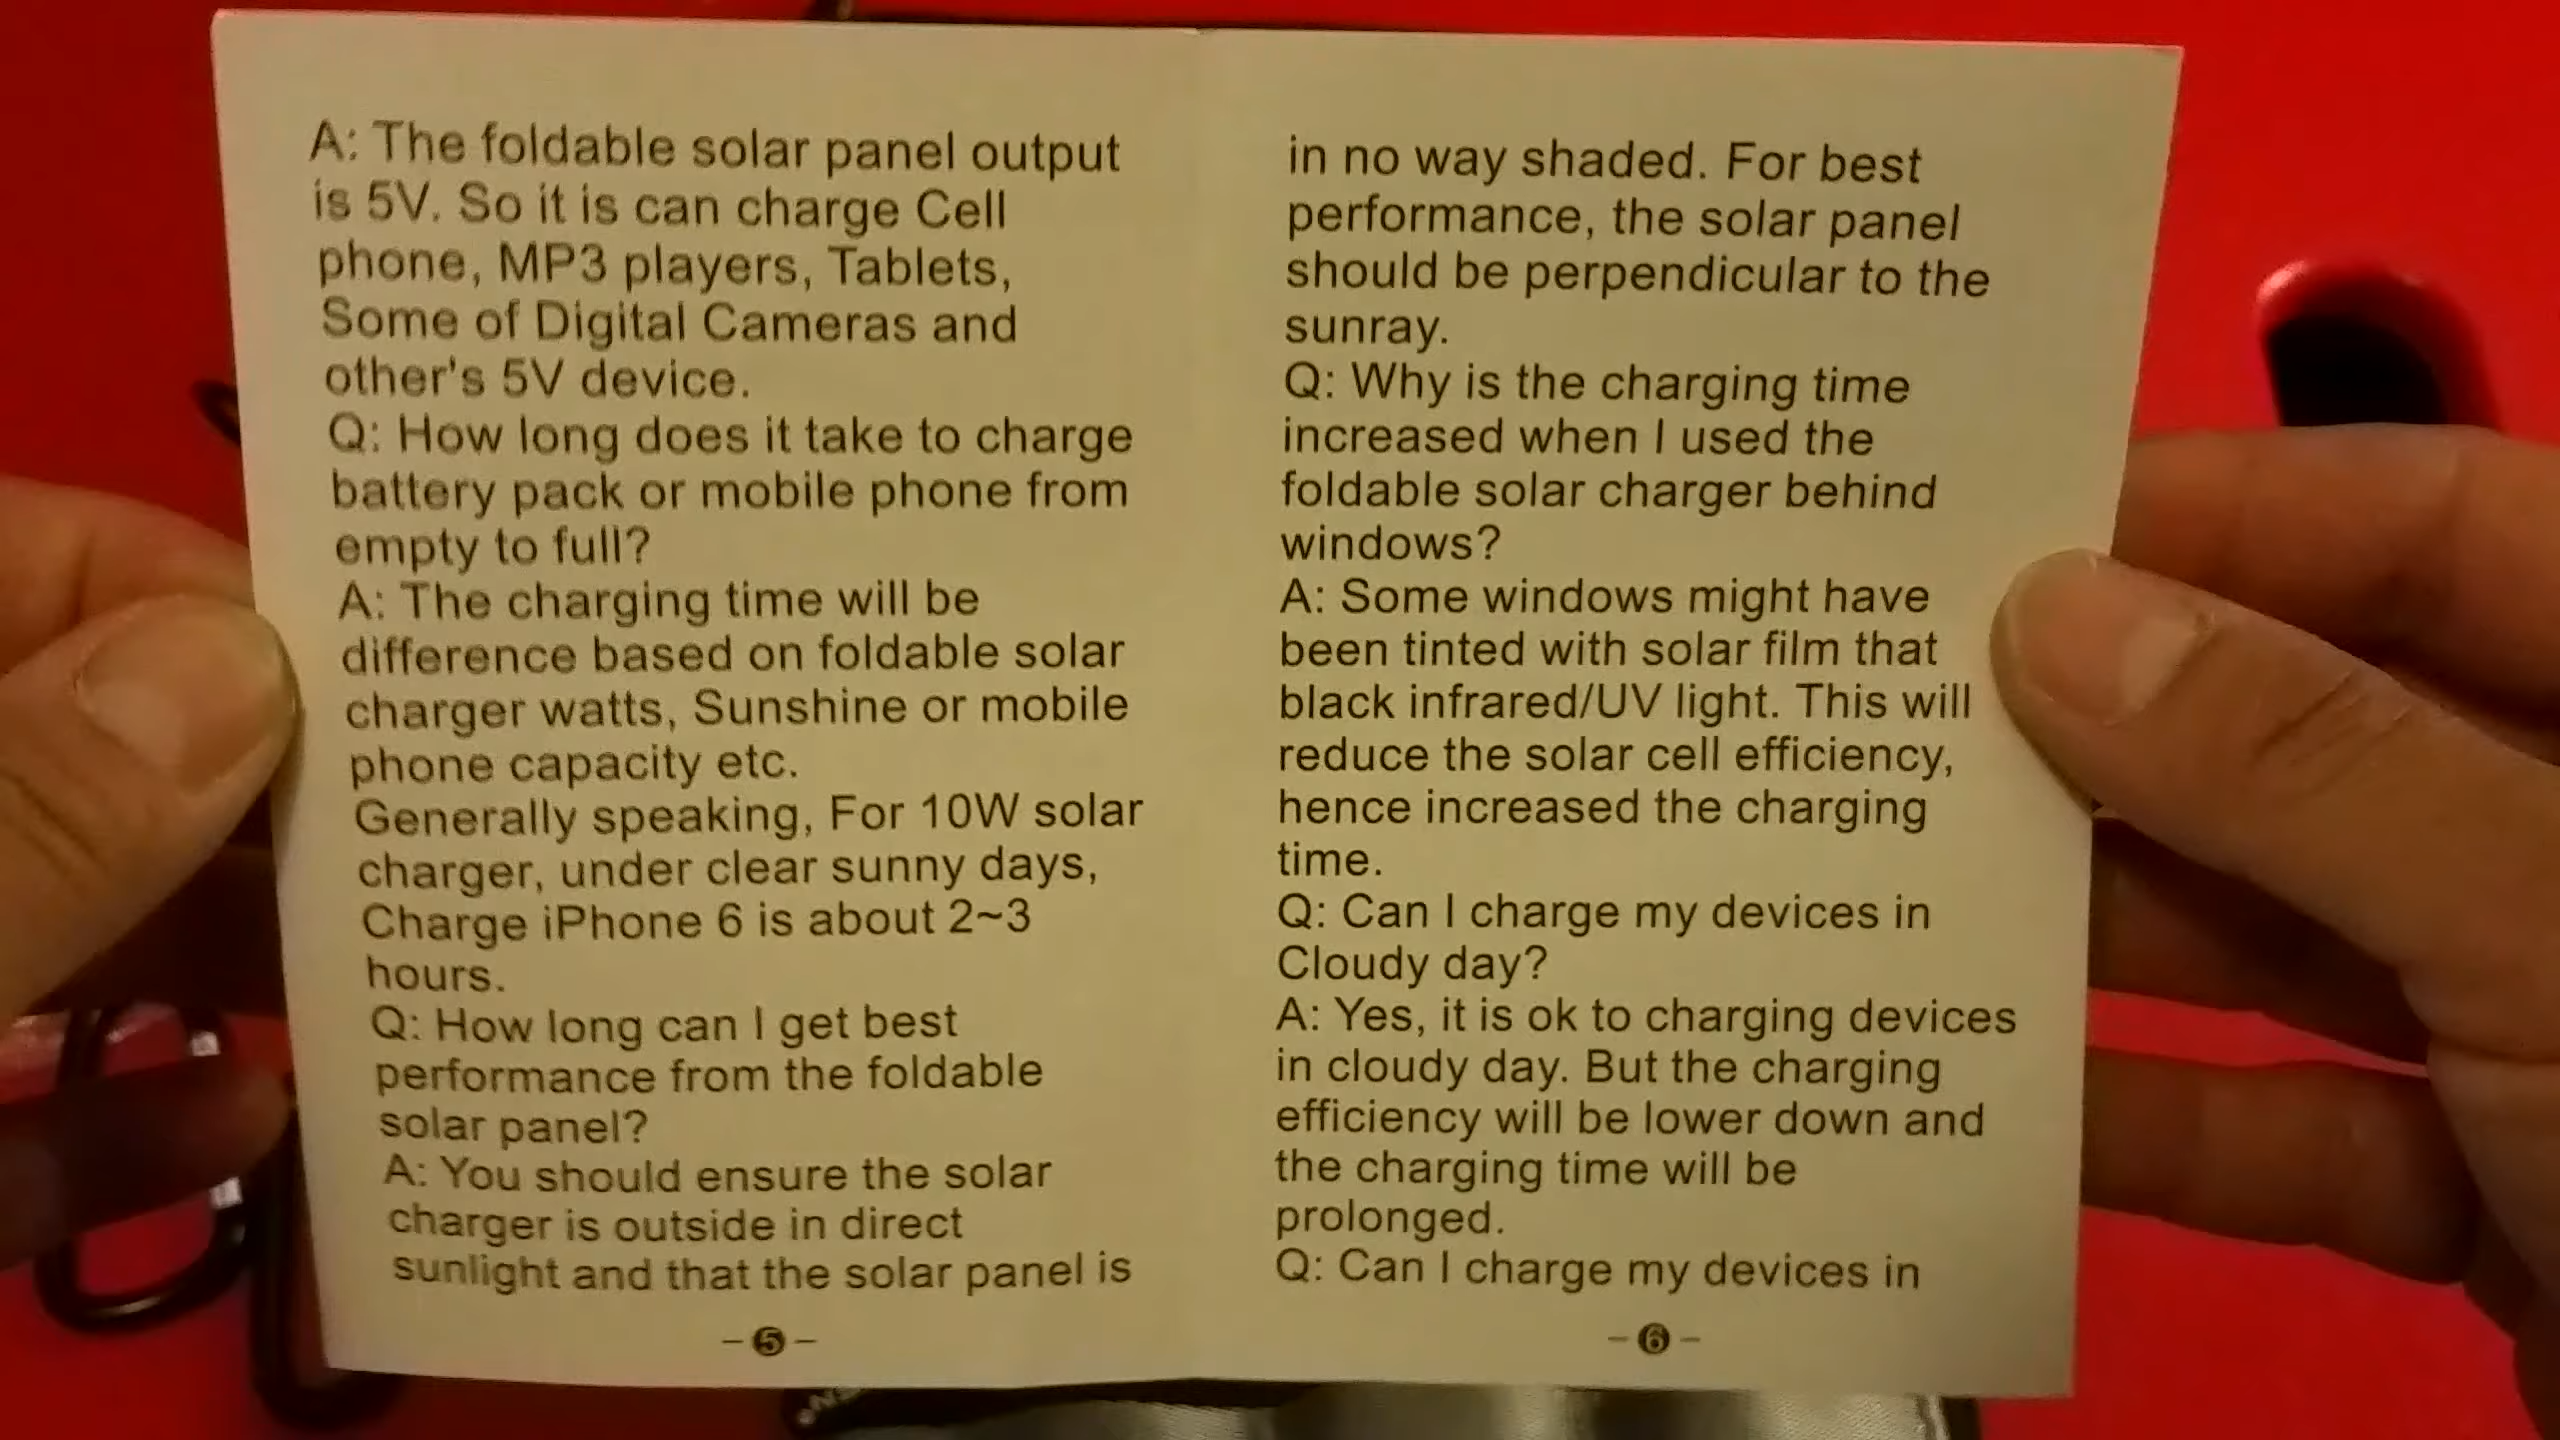 A: The foldable solar panel output
is 5V. So it is can charge Cell
phone, MP3 players, Tablets,
Some of Digital Cameras and
other's 5V device.
Q: How long does it take to charge
battery pack or mobile phone from
empty to full?
A: The charging time will be
difference based on foldable solar
charger watts, Sunshine or mobile
phone capacity etc.
Generally speaking, For 10W solar
charger, under clear sunny days,
Charge iPhone 6 is about 2~3
hours.
Q: How long can I get best
performance from the foldable
solar panel?
A: You should ensure the solar
charger is outside in direct
sunlight and that the solar panel is
-5-
in no way shaded. For best
performance, the solar panel
should be perpendicular to the
sunray.
Q: Why is the charging time
increased when I used the
foldable solar charger behind
windows?
A: Some windows might have
been tinted with solar film that
black infrared/UV light. This will
reduce the solar cell efficiency,
hence increased the charging
time.
Q: Can I charge my devices in
Cloudy day?
A: Yes, it is ok to charging devices
in cloudy day. But the charging
efficiency will be lower down and
the charging time will be
prolonged.
Q: Can I charge my devices in
-6-